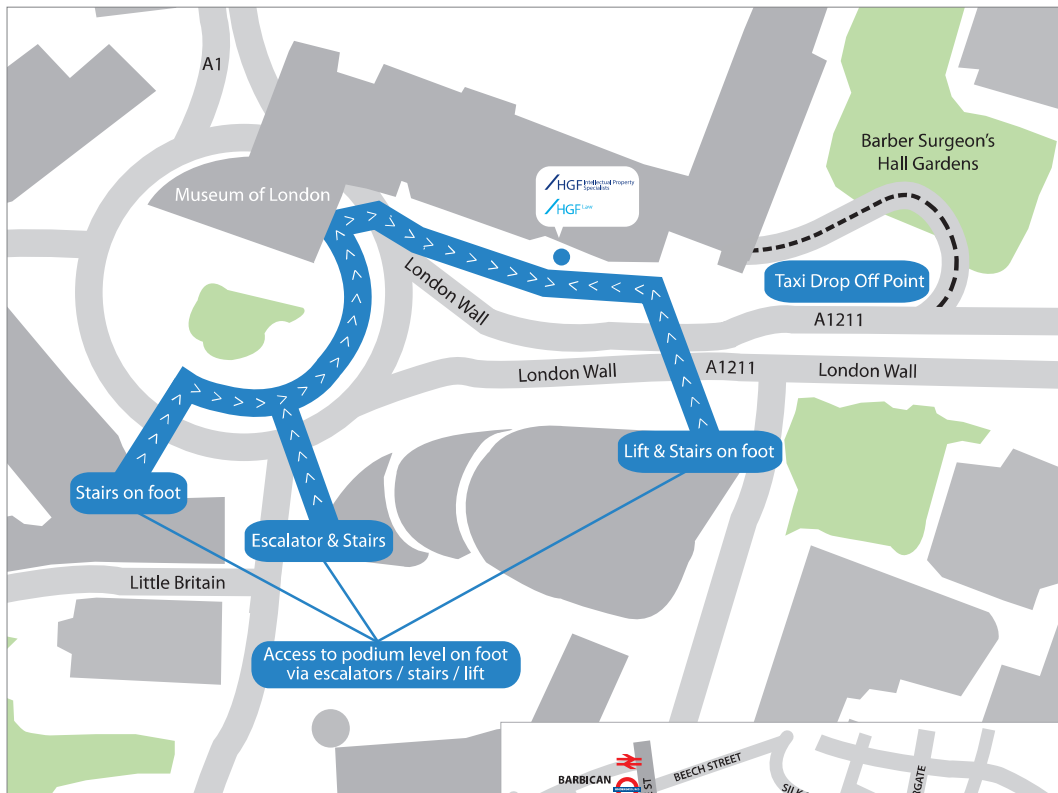 A1
Barber Surgeon's
Hall Gardens
Museum of London
HGF Intellectual Property
Specialists
HGF Law
London Wall
Taxi Drop Off Point
A1211
London Wall
A1211
London Wall
Lift & Stairs on foot
Stairs on foot
Escalator & Stairs
Little Britain
Access to podium level on foot
via escalators / stairs / lift
BARBICAN
ST
BEECH STREET
SILK